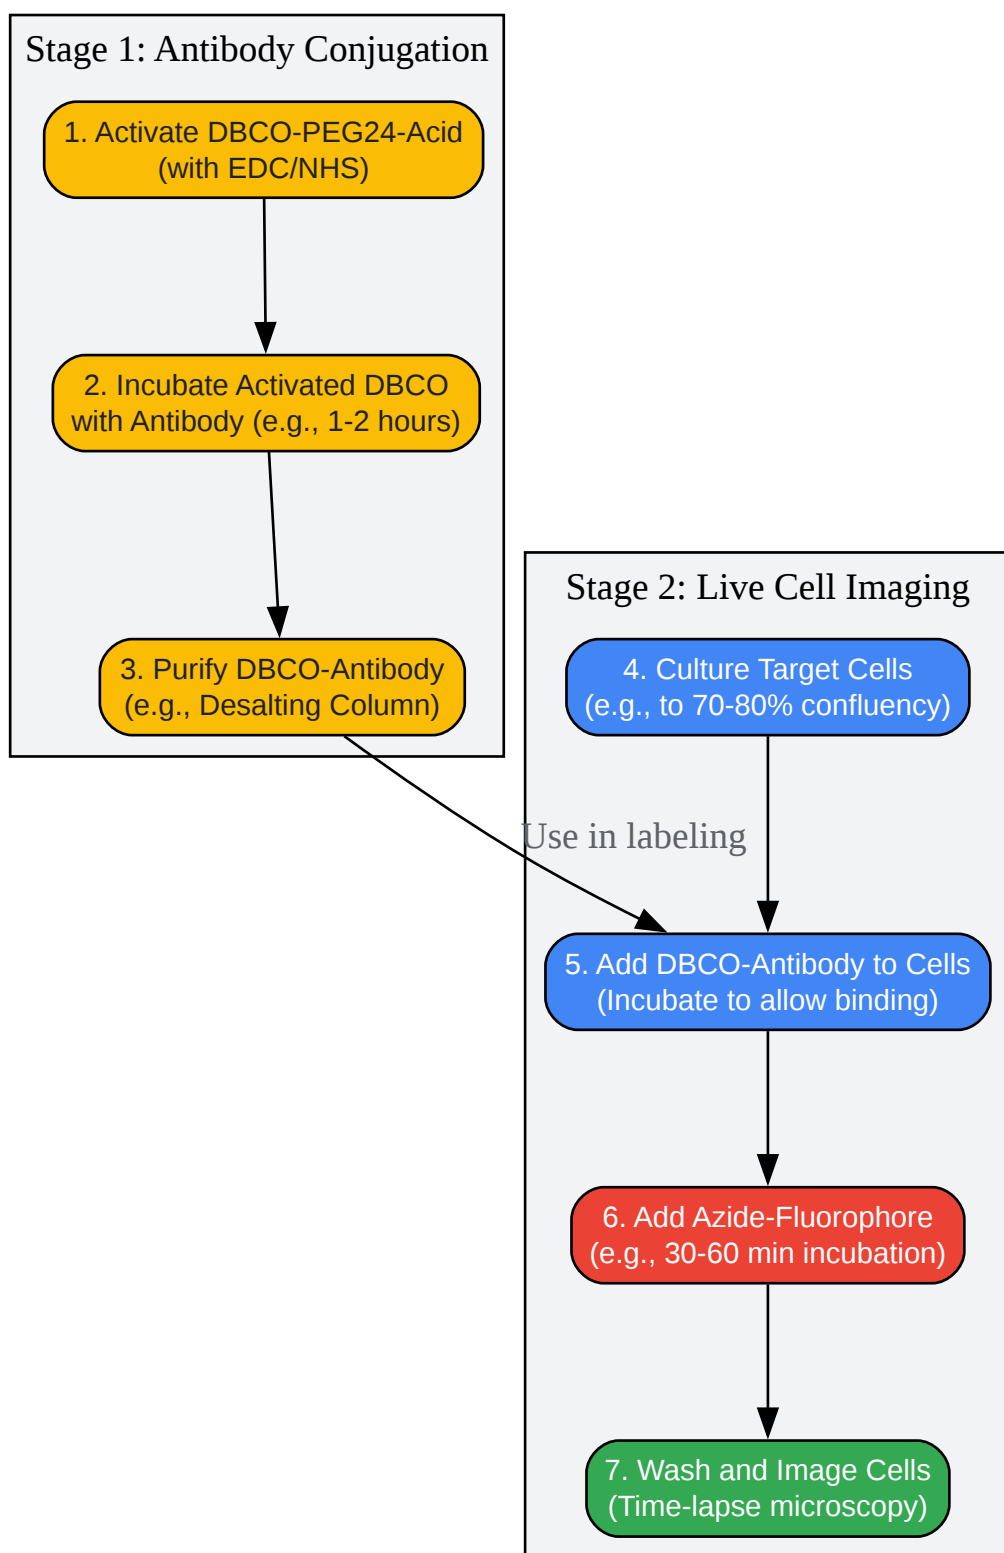 Stage 1: Antibody Conjugation
1. Activate DBCO-PEG24-Acid
(with EDC/NHS)
2. Incubate Activated DBCO
with Antibody (e.g., 1-2 hours)
3. Purify DBCO-Antibody
(e.g., Desalting Column)
Stage 2: Live Cell Imaging
4. Culture Target Cells
(e.g., to 70-80% confluency)
Use in labeling
5. Add DBCO-Antibody to Cells
(Incubate to allow binding)
6. Add Azide-Fluorophore
(e.g., 30-60 min incubation)
7. Wash and Image Cells
(Time-lapse microscopy)